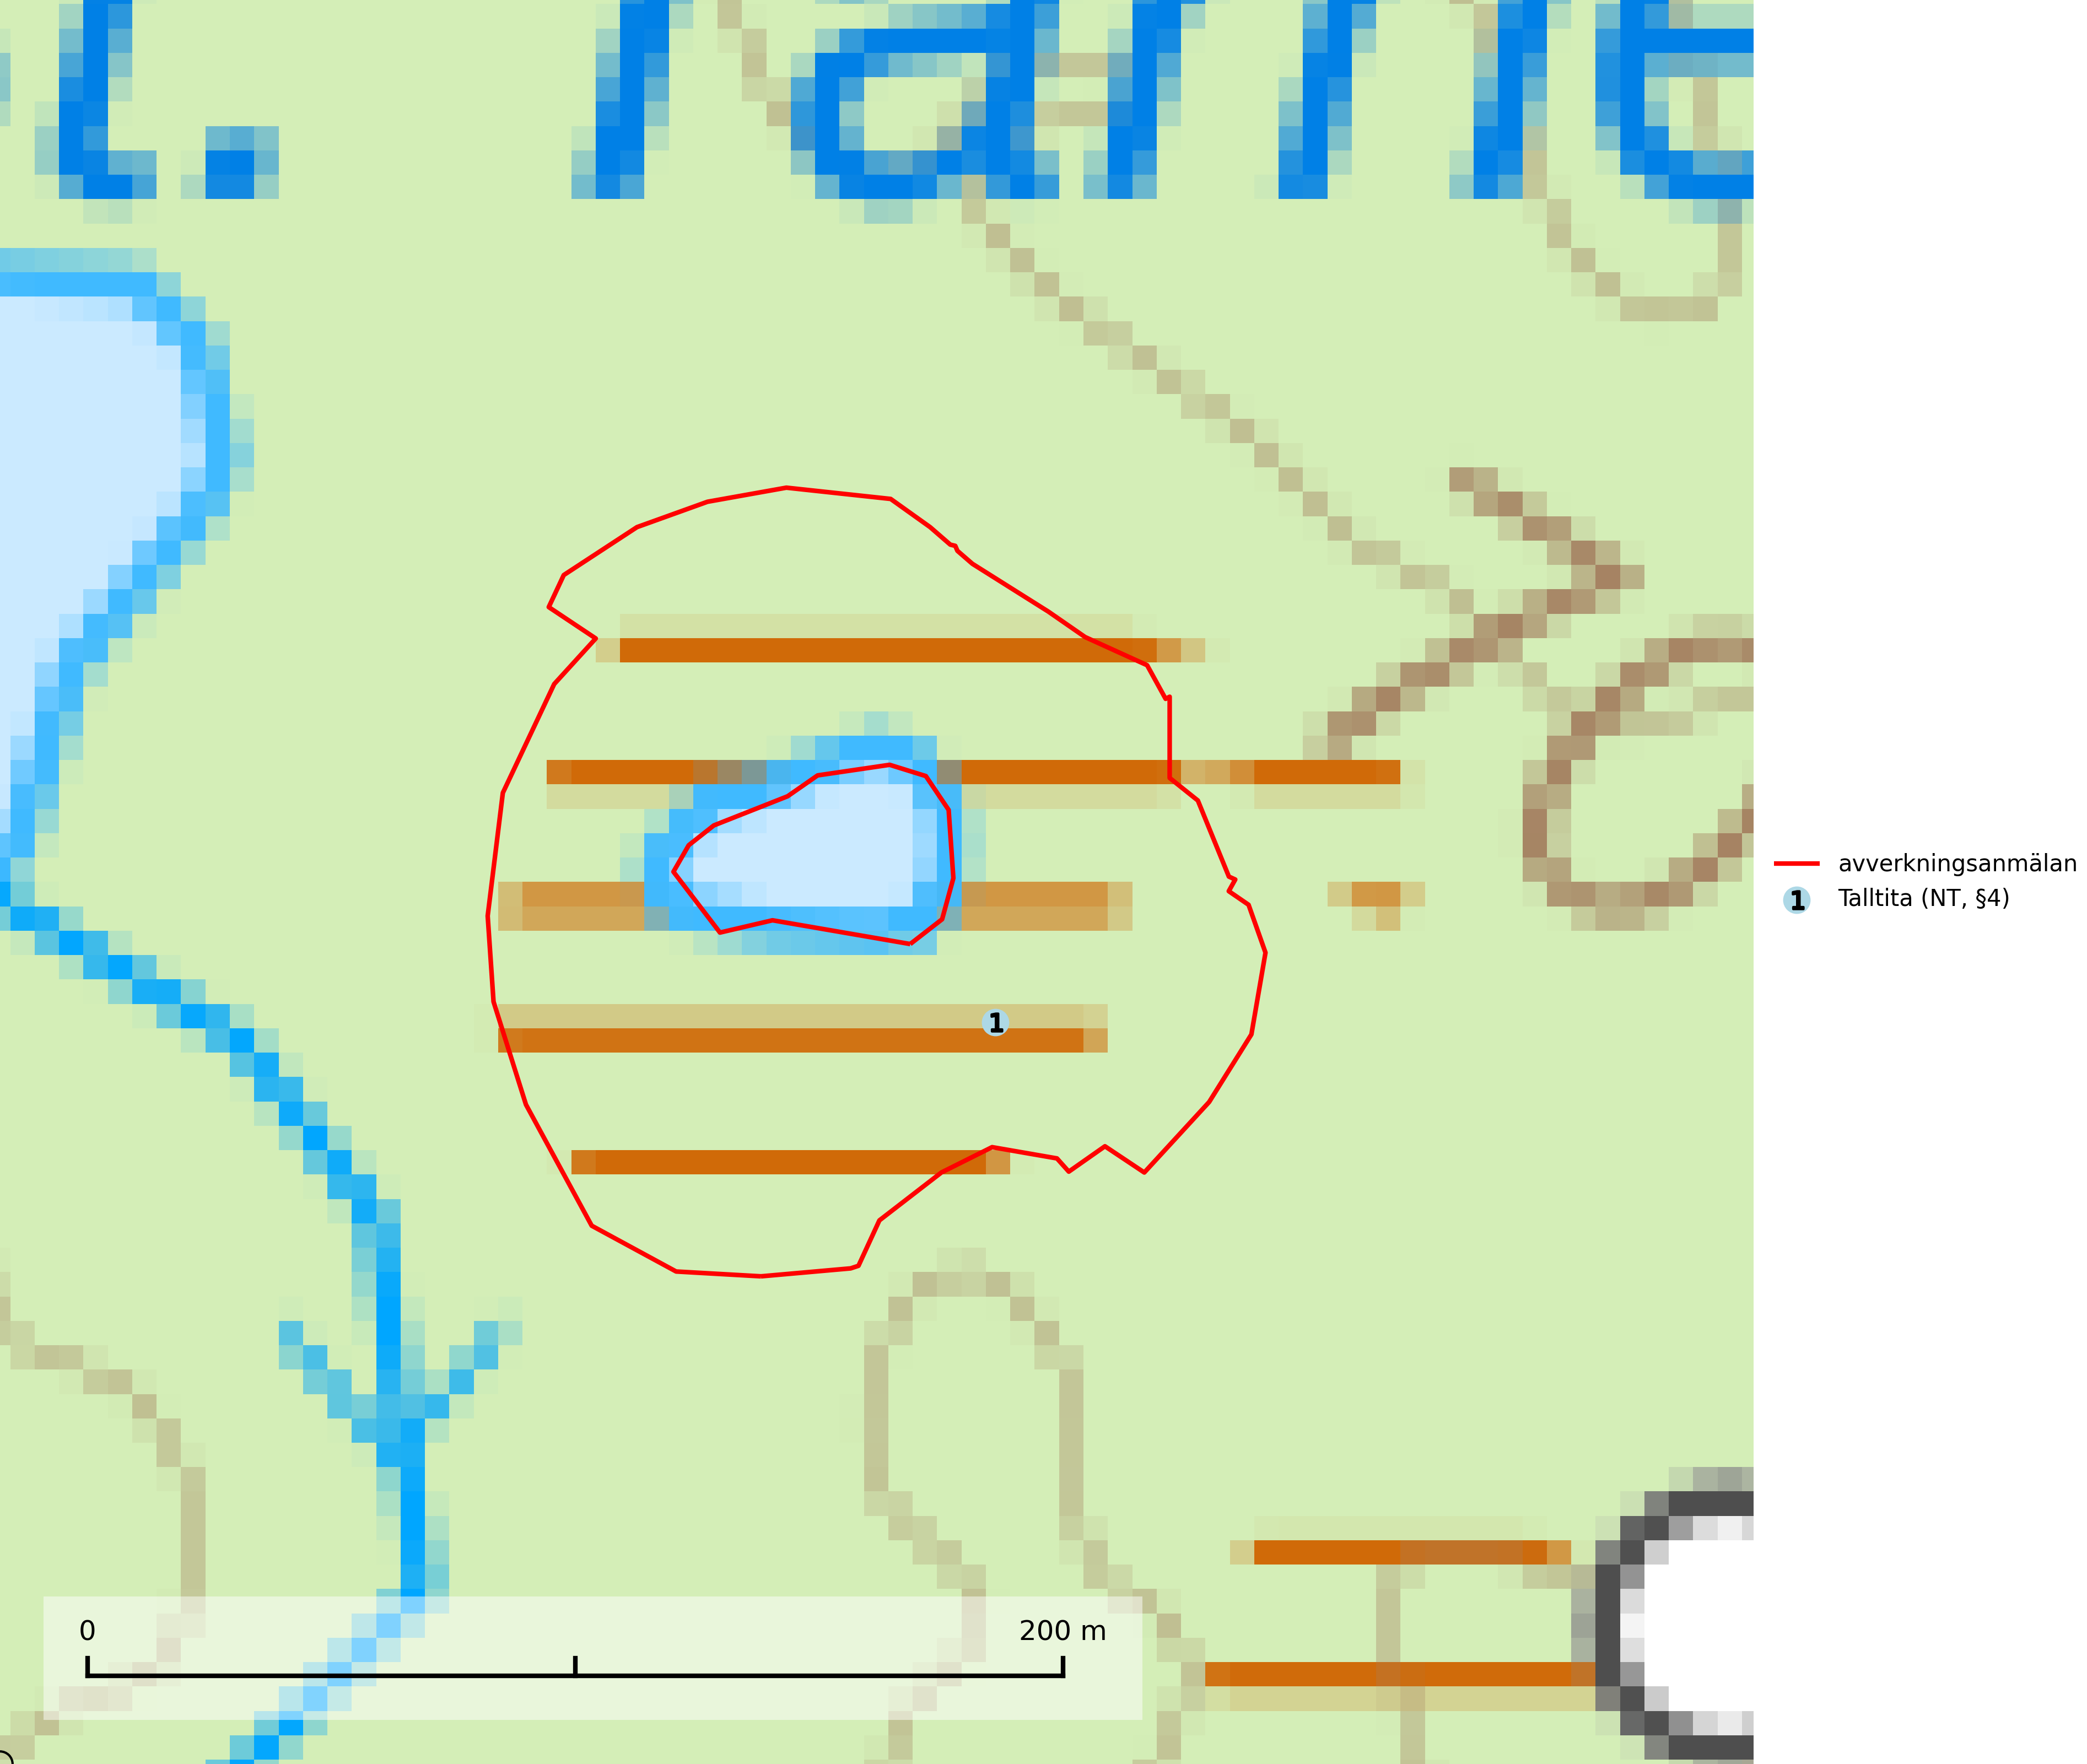 avverkningsanmälan
1 Talltita (NT, §4)
1
0 200 m